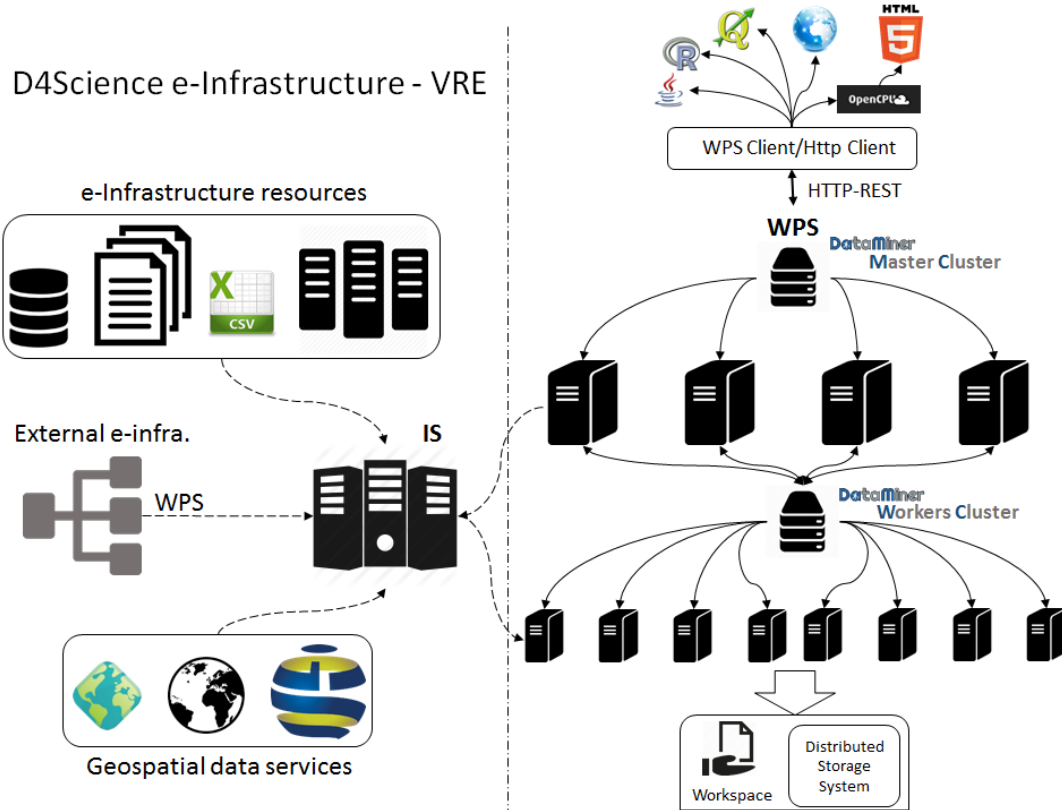 D4Science e-Infrastructure - VRE
e-Infrastructure resources
X
CSV
External e-infra.
WPS
IS
Geospatial data services
HTML
5
R
Q
Java
OpenCPU
WPS Client/Http Client
HTTP-REST
WPS
DataMiner
Master Cluster
DataMiner
Workers Cluster
Workspace
Distributed
Storage
System